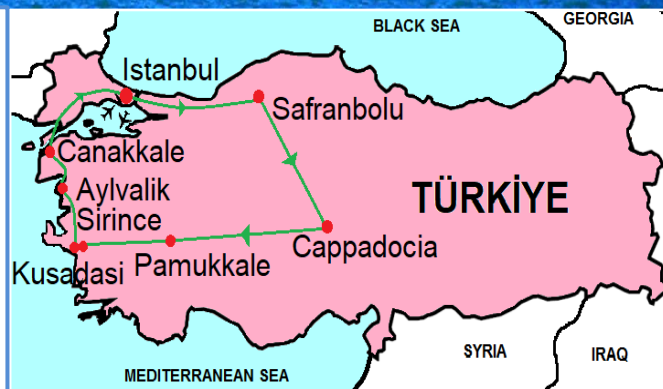 BLACK SEA
GEORGIA
Istanbul
Safranbolu
Canakkale
Aylvalik
TÜRKİYE
Sirince
Cappadocia
Kusadasi
Pamukkale
SYRIA
IRAQ
MEDITERRANEAN SEA